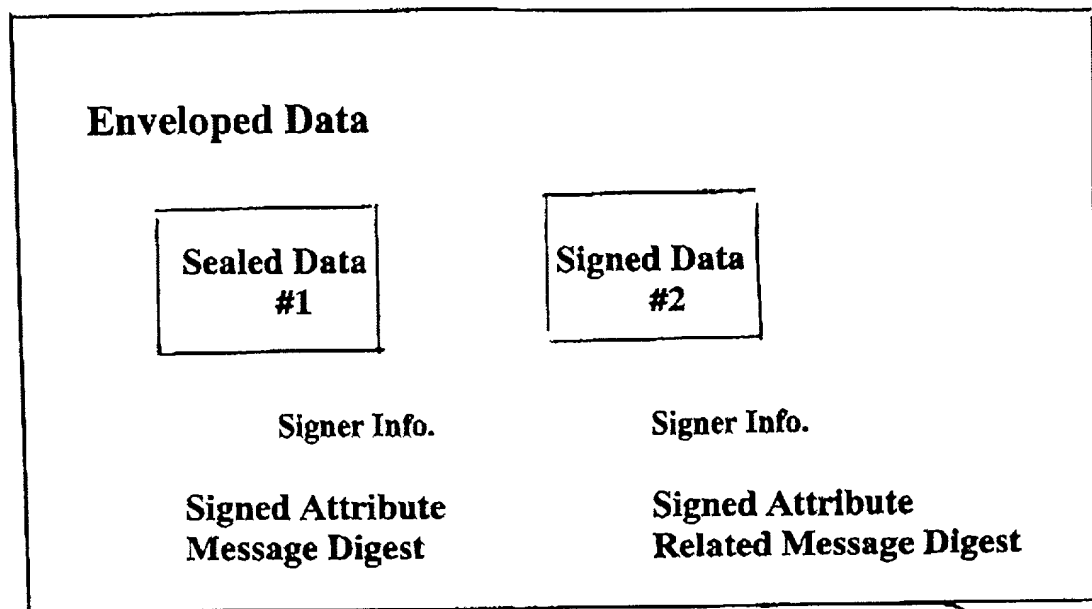 Enveloped Data
Sealed Data
#1
Signed Data
#2
Signer Info.
Signer Info.
Signed Attribute
Message Digest
Signed Attribute
Related Message Digest